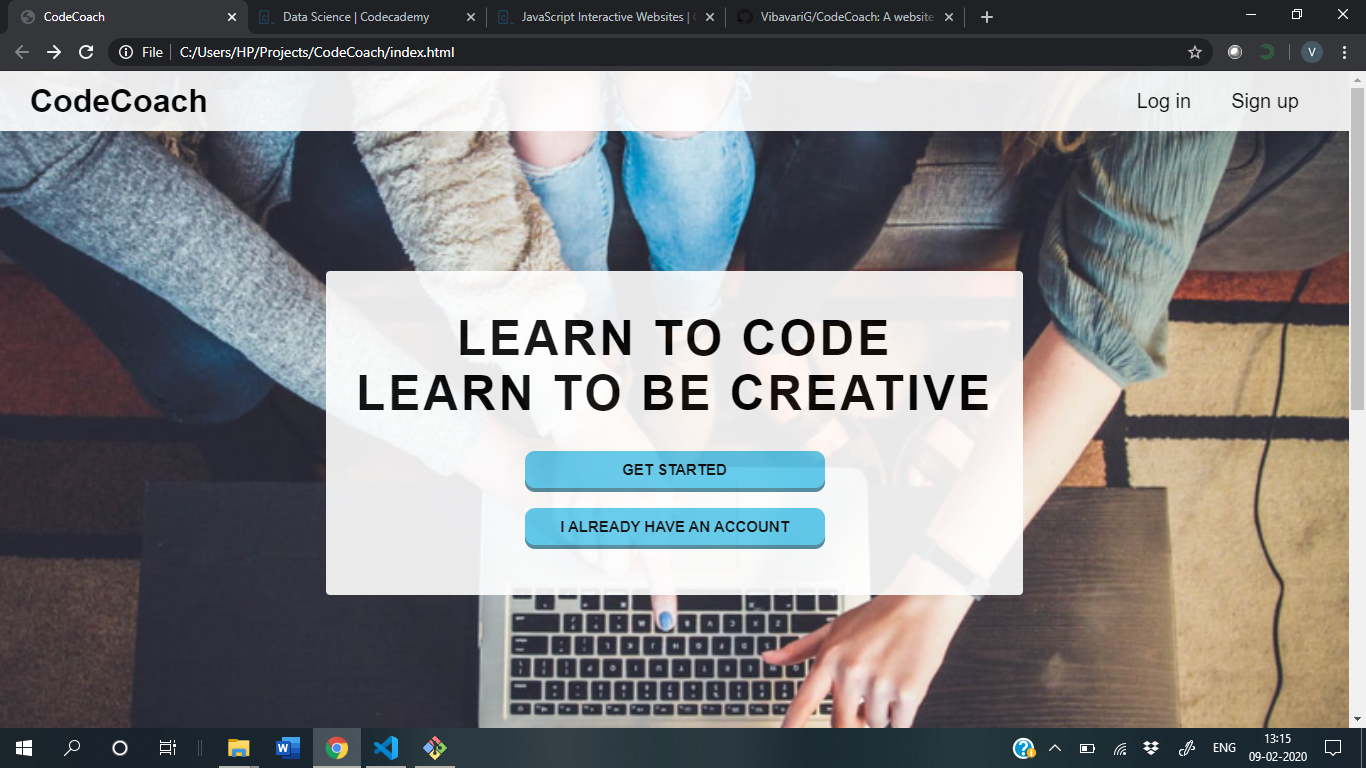 CodeCoach
Data Science | Codecademy
JavaScript Interactive Websites |
VibavariG/CodeCoach: A website
File
C:/Users/HP/Projects/CodeCoach/index.html
V
CodeCoach
Log in
Sign up
LEARN TO CODE
LEARN TO BE CREATIVE
GET STARTED
I ALREADY HAVE AN ACCOUNT
ENG
13:15
09-02-2020